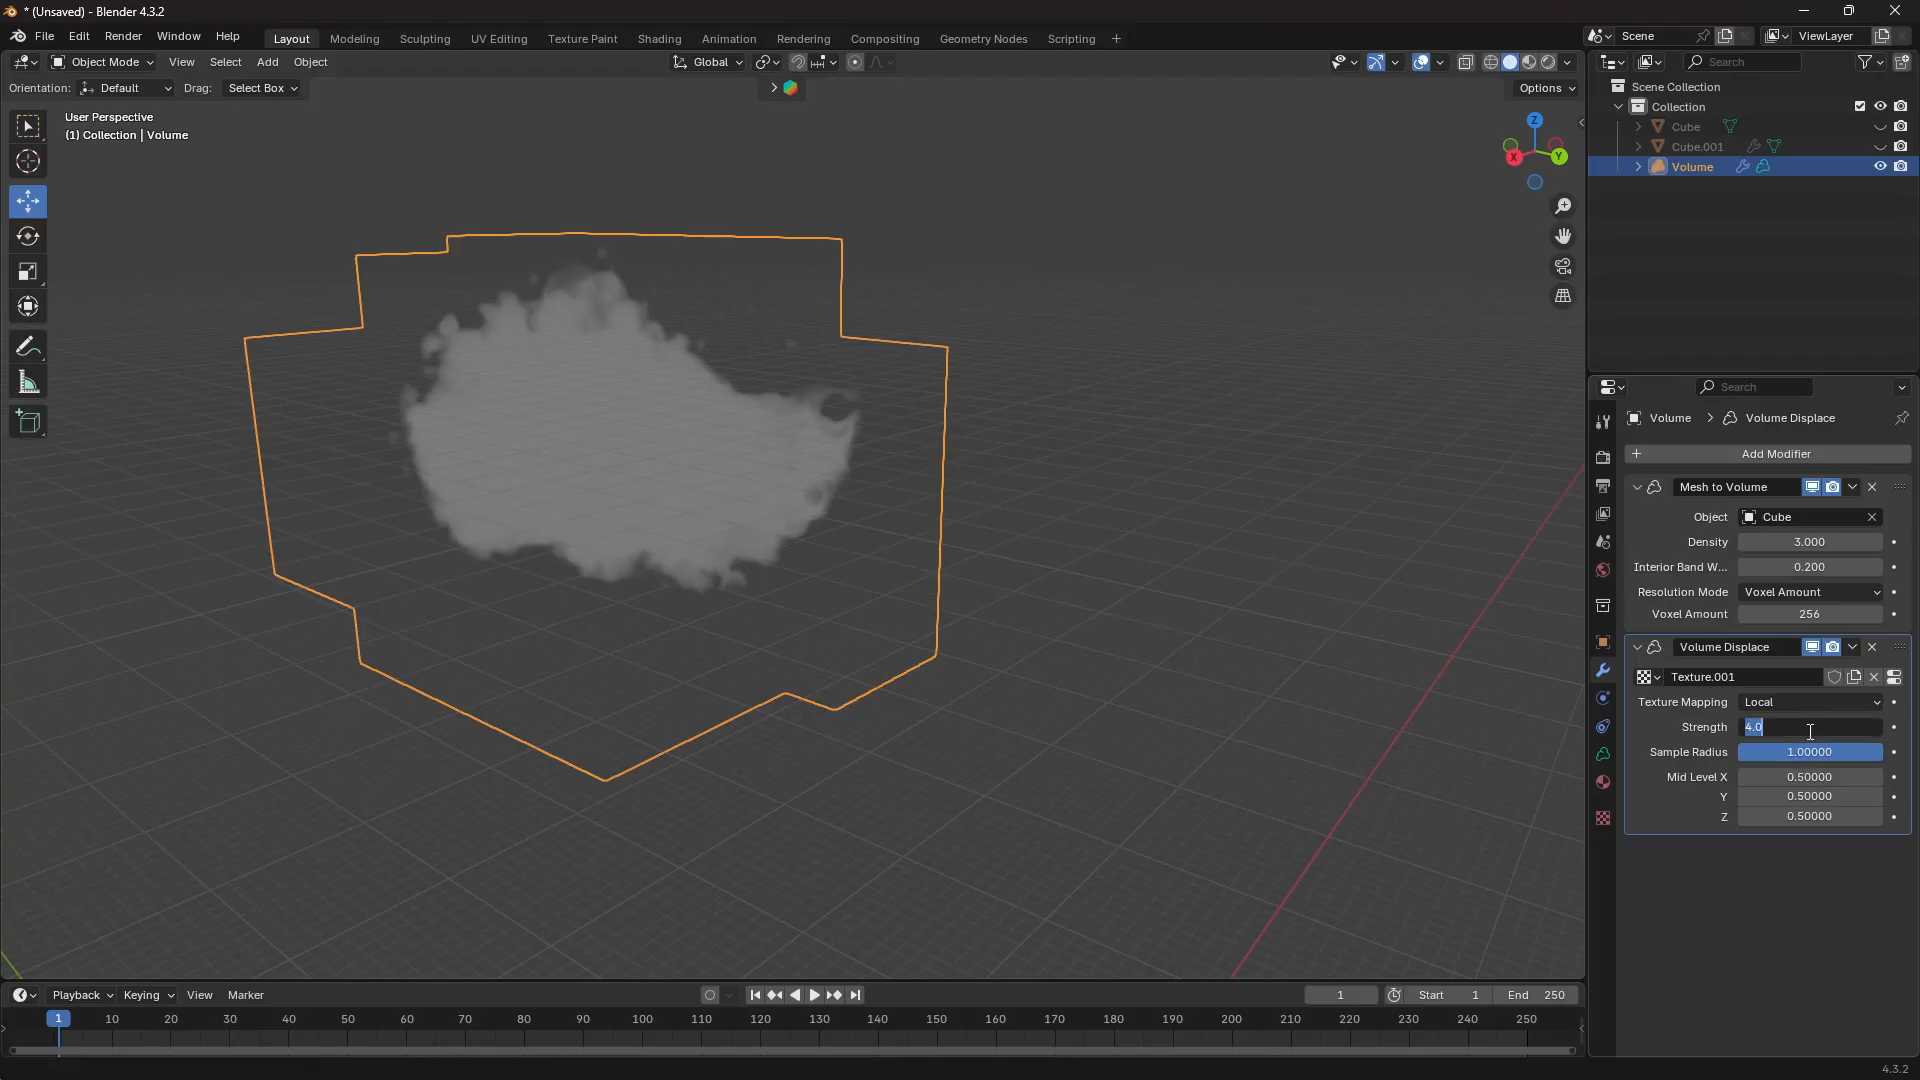 * (Unsaved) - Blender 4.3.2
File Edit Render Window Help
Layout Modeling Sculpting UV Editing Texture Paint Shading Animation Rendering Compositing Geometry Nodes Scripting +
Scene
ViewLayer
Object Mode View Select Add Object
Global
Search
Orientation: Default Drag: Select Box
Options
User Perspective
(1) Collection | Volume
Z
X
Y
Scene Collection
Collection
Cube
Cube.001
Volume
Search
Volume > Volume Displace
+ Add Modifier
Mesh to Volume
Object Cube
Density 3.000
Interior Band W... 0.200
Resolution Mode Voxel Amount
Voxel Amount 256
Volume Displace
Texture.001
Texture Mapping Local
Strength 4.0
Sample Radius 1.00000
Mid Level X 0.50000
Y 0.50000
Z 0.50000
Playback Keying View Marker
1 Start 1 End 250
1 10 20 30 40 50 60 70 80 90 100 110 120 130 140 150 160 170 180 190 200 210 220 230 240 250
4.3.2